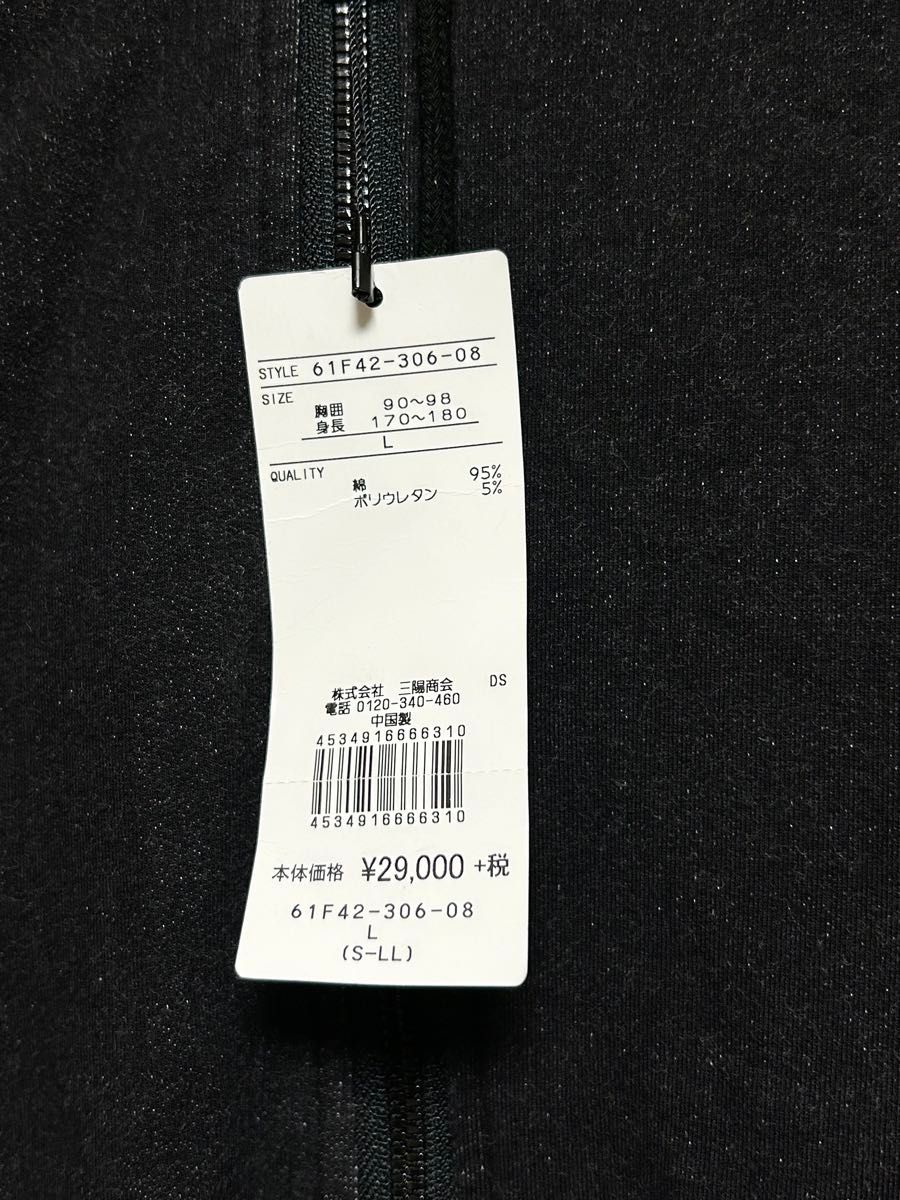 STYLE 61F42-306-08
SIZE
胸囲 90～98
身長 170～180
L
QUALITY
綿 95%
ポリウレタン 5%
株式会社 三陽商会 DS
電話 0120-340-460
中国製
4534916666310
4534916666310
本体価格 ¥29,000 +税
61F42-306-08
L
(S-LL)